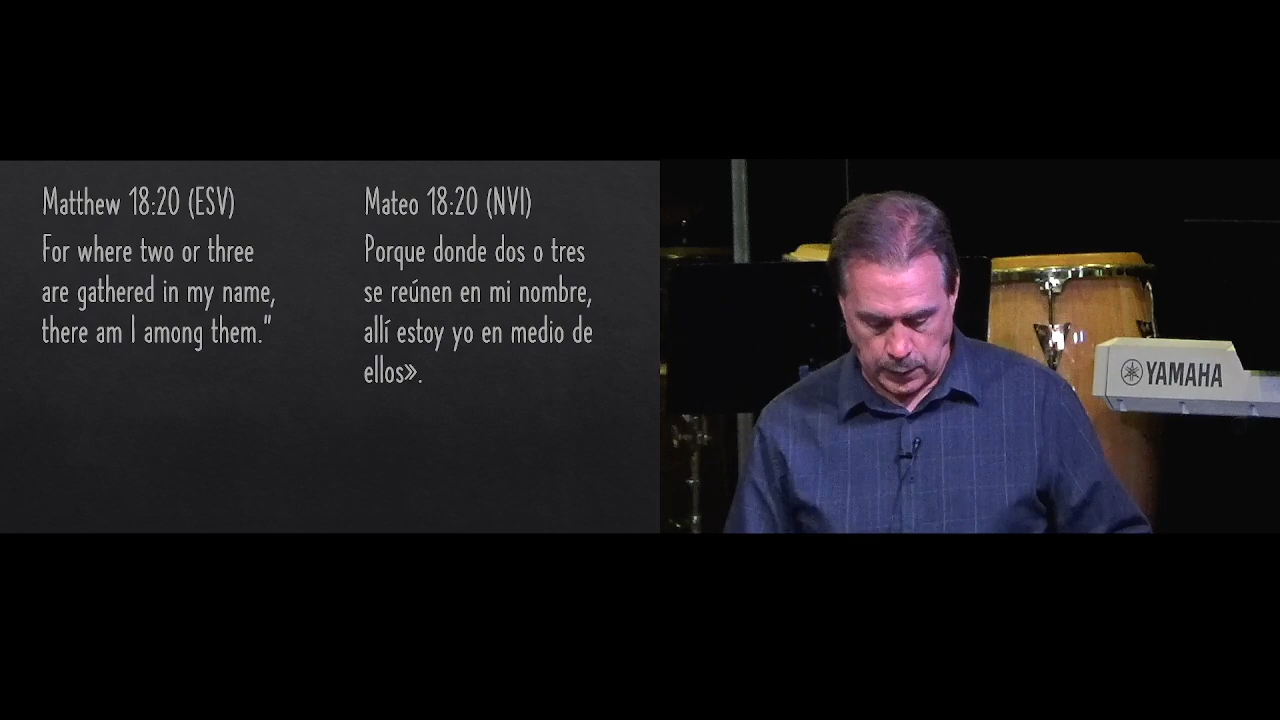 Matthew 18:20 (ESV)
For where two or three
are gathered in my name,
there am I among them.”
Mateo 18:20 (NVI)
Porque donde dos o tres
se reúnen en mi nombre,
allí estoy yo en medio de
ellos».
YAMAHA